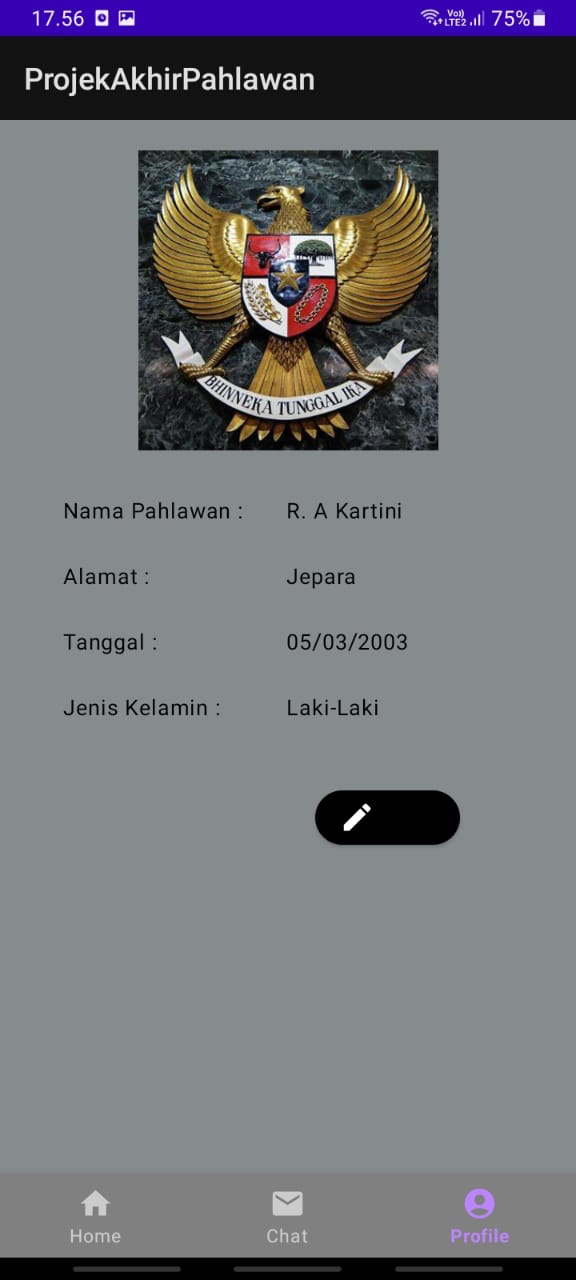 17.56 Vo)) LTE2 75%
ProjekAkhirPahlawan
BHINNEKA TUNGGAL IKA
Nama Pahlawan : R. A Kartini
Alamat : Jepara
Tanggal : 05/03/2003
Jenis Kelamin : Laki-Laki
Home Chat Profile